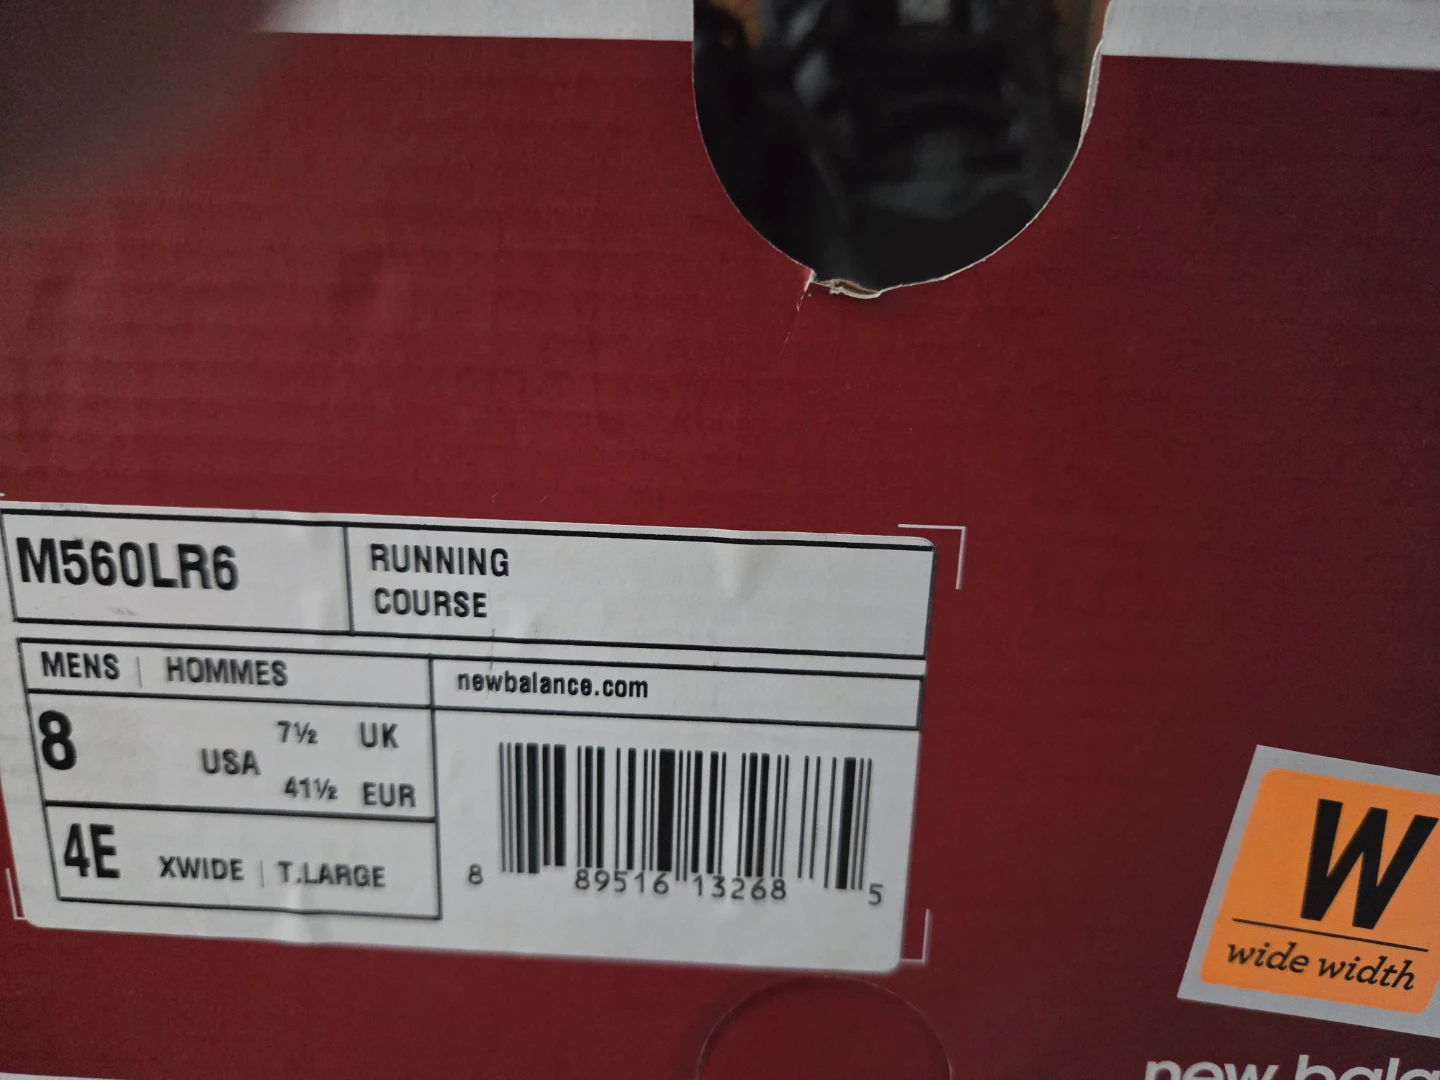 M560LR6
RUNNING
COURSE
MENS | HOMMES
newbalance.com
8 USA
7½ UK
41½ EUR
4E XWIDE | T.LARGE
8 89516 13268 5
W
wide width
new